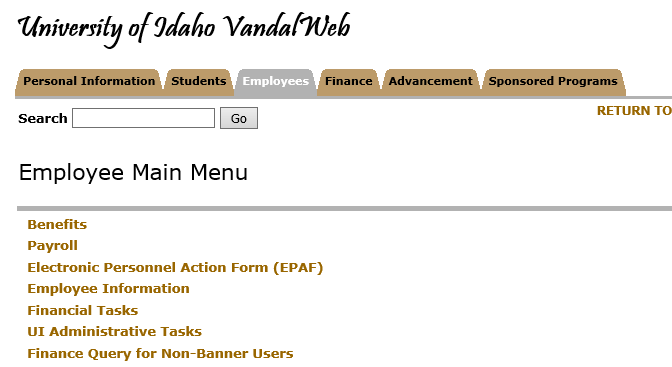 University of Idaho VandalWeb
Personal Information Students Employees Finance Advancement Sponsored Programs
Search Go
RETURN TO
Employee Main Menu
Benefits
Payroll
Electronic Personnel Action Form (EPAF)
Employee Information
Financial Tasks
UI Administrative Tasks
Finance Query for Non-Banner Users